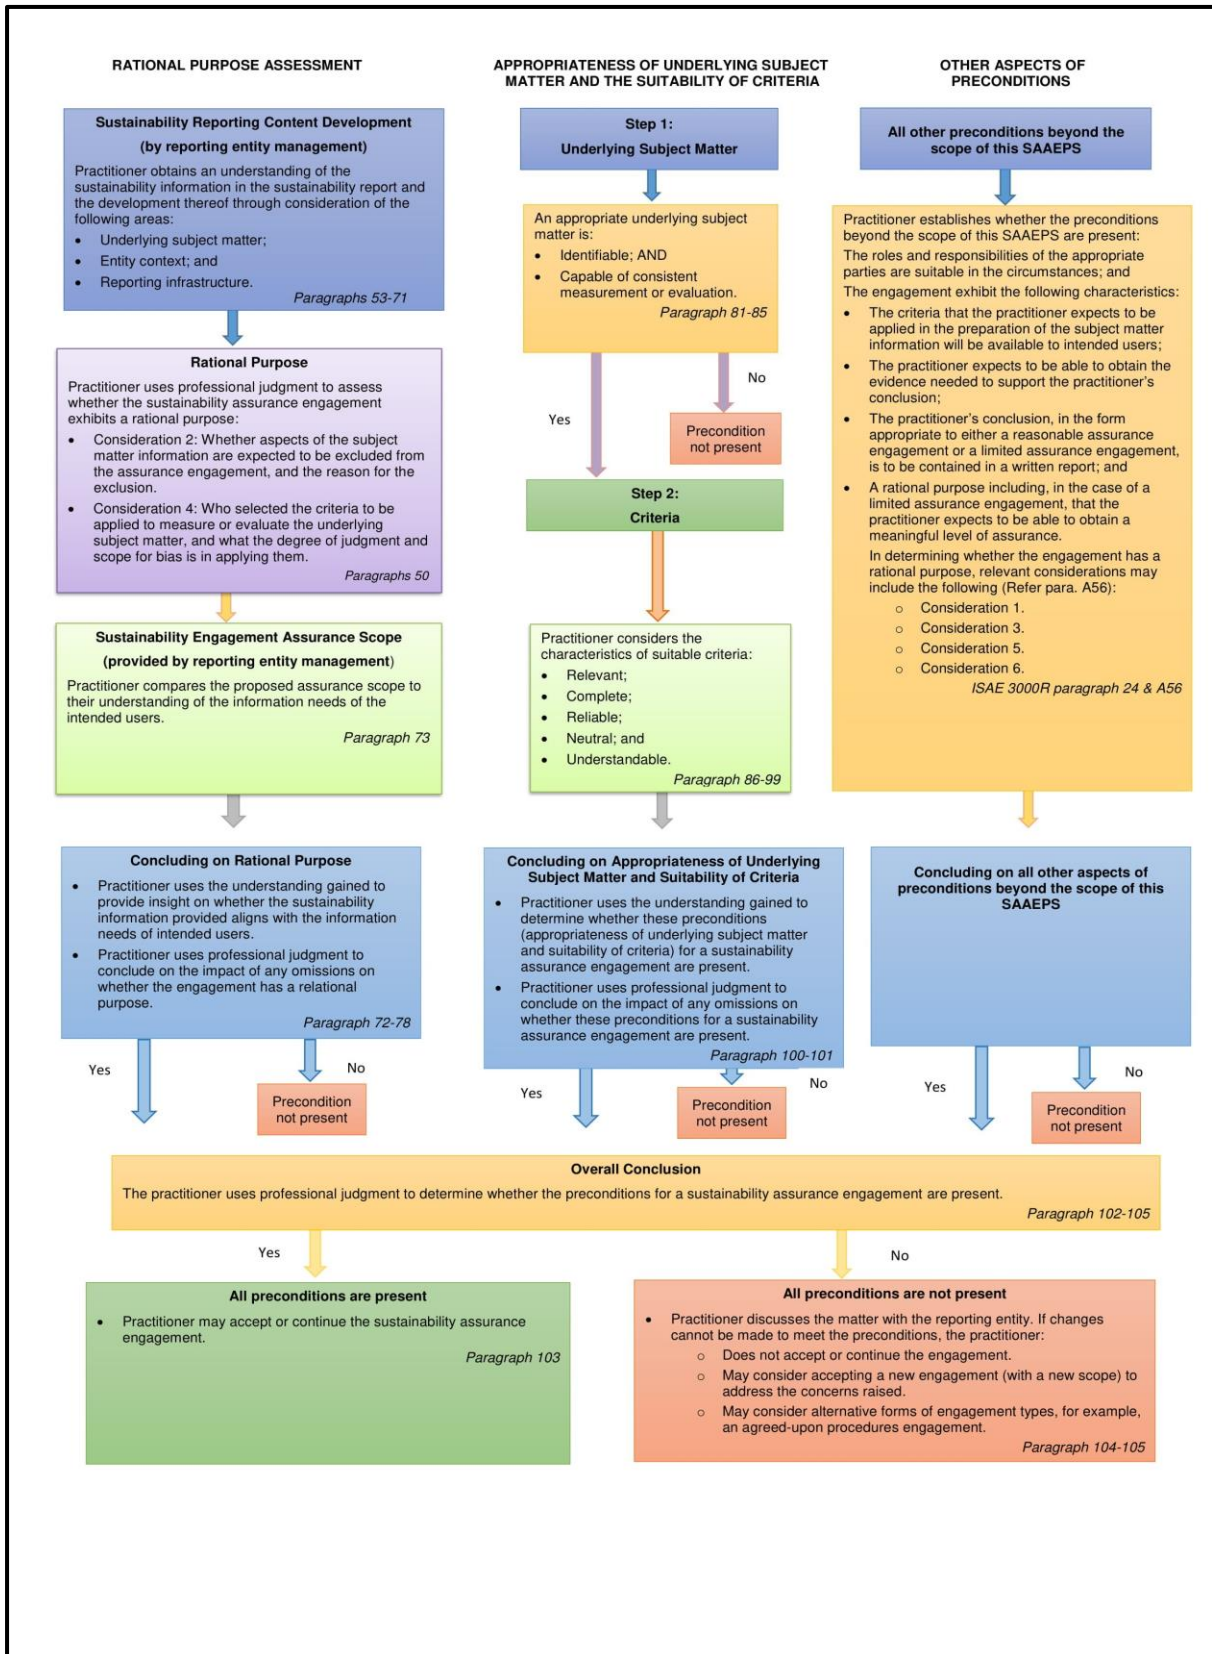 RATIONAL PURPOSE ASSESSMENT
Sustainability Reporting Content Development
(by reporting entity management)
Practitioner obtains an understanding of the
sustainability information in the sustainability report and
the development thereof through consideration of the
following areas:
• Underlying subject matter;
• Entity context; and
• Reporting infrastructure.
Paragraphs 53-71
Rational Purpose
Practitioner uses professional judgment to assess
whether the sustainability assurance engagement
exhibits a rational purpose:
• Consideration 2: Whether aspects of the subject
matter information are expected to be excluded from
the assurance engagement, and the reason for the
exclusion.
• Consideration 4: Who selected the criteria to be
applied to measure or evaluate the underlying
subject matter, and what the degree of judgment and
scope for bias is in applying them.
Paragraphs 50
Sustainability Engagement Assurance Scope
(provided by reporting entity management)
Practitioner compares the proposed assurance scope to
their understanding of the information needs of the
intended users.
Paragraph 73
Concluding on Rational Purpose
• Practitioner uses the understanding gained to
provide insight on whether the sustainability
information provided aligns with the information
needs of intended users.
• Practitioner uses professional judgment to
conclude on the impact of any omissions on
whether the engagement has a relational
purpose.
Paragraph 72-78
Yes
No
Precondition
not present
APPROPRIATENESS OF UNDERLYING SUBJECT
MATTER AND THE SUITABILITY OF CRITERIA
Step 1:
Underlying Subject Matter
An appropriate underlying subject
matter is:
• Identifiable; AND
• Capable of consistent
measurement or evaluation.
Paragraph 81-85
Yes
No
Precondition
not present
Step 2:
Criteria
Practitioner considers the
characteristics of suitable criteria:
• Relevant;
• Complete;
• Reliable;
• Neutral; and
• Understandable.
Paragraph 86-99
Concluding on Appropriateness of Underlying
Subject Matter and Suitability of Criteria
• Practitioner uses the understanding gained to
determine whether these preconditions
(appropriateness of underlying subject matter
and suitability of criteria) for a sustainability
assurance engagement are present.
• Practitioner uses professional judgment to
conclude on the impact of any omissions on
whether these preconditions for a sustainability
assurance engagement are present.
Paragraph 100-101
Yes
No
Precondition
not present
OTHER ASPECTS OF
PRECONDITIONS
All other preconditions beyond the
scope of this SAAEPS
Practitioner establishes whether the preconditions
beyond the scope of this SAAEPS are present:
The roles and responsibilities of the appropriate
parties are suitable in the circumstances; and
The engagement exhibit the following characteristics:
• The criteria that the practitioner expects to be
applied in the preparation of the subject matter
information will be available to intended users;
• The practitioner expects to be able to obtain the
evidence needed to support the practitioner's
conclusion;
• The practitioner's conclusion, in the form
appropriate to either a reasonable assurance
engagement or a limited assurance engagement,
is to be contained in a written report; and
• A rational purpose including, in the case of a
limited assurance engagement, that the
practitioner expects to be able to obtain a
meaningful level of assurance.
In determining whether the engagement has a
rational purpose, relevant considerations may
include the following (Refer para. A56):
o Consideration 1.
o Consideration 3.
o Consideration 5.
o Consideration 6.
ISAE 3000R paragraph 24 & A56
Concluding on all other aspects of
preconditions beyond the scope of this
SAAEPS
Yes
No
Precondition
not present
Overall Conclusion
The practitioner uses professional judgment to determine whether the preconditions for a sustainability assurance engagement are present.
Paragraph 102-105
Yes
No
All preconditions are present
• Practitioner may accept or continue the sustainability assurance
engagement.
Paragraph 103
All preconditions are not present
• Practitioner discusses the matter with the reporting entity. If changes
cannot be made to meet the preconditions, the practitioner:
o Does not accept or continue the engagement.
o May consider accepting a new engagement (with a new scope) to
address the concerns raised.
o May consider alternative forms of engagement types, for example,
an agreed-upon procedures engagement.
Paragraph 104-105